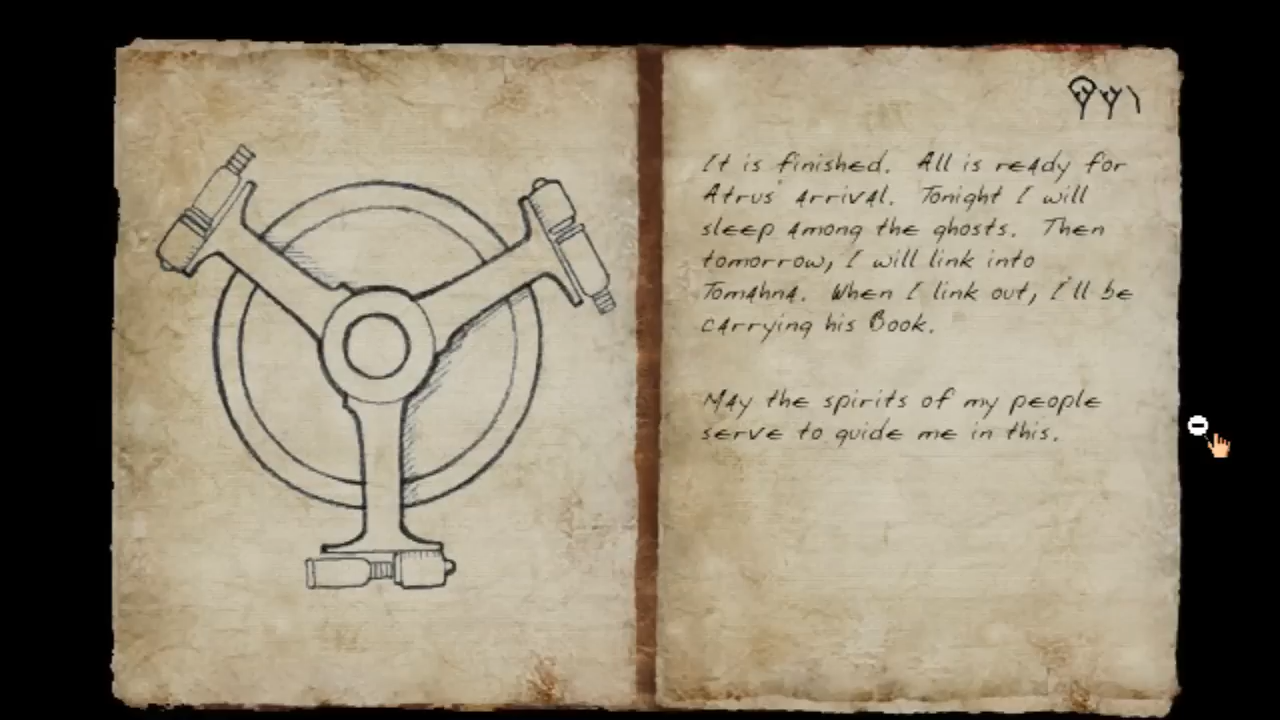 It is finished. All is ready for
Atrus' arrival. Tonight I will
sleep among the ghosts. Then
tomorrow, I will link into
Tomahna. When I link out, I'll be
carrying his Book.
May the spirits of my people
serve to guide me in this.